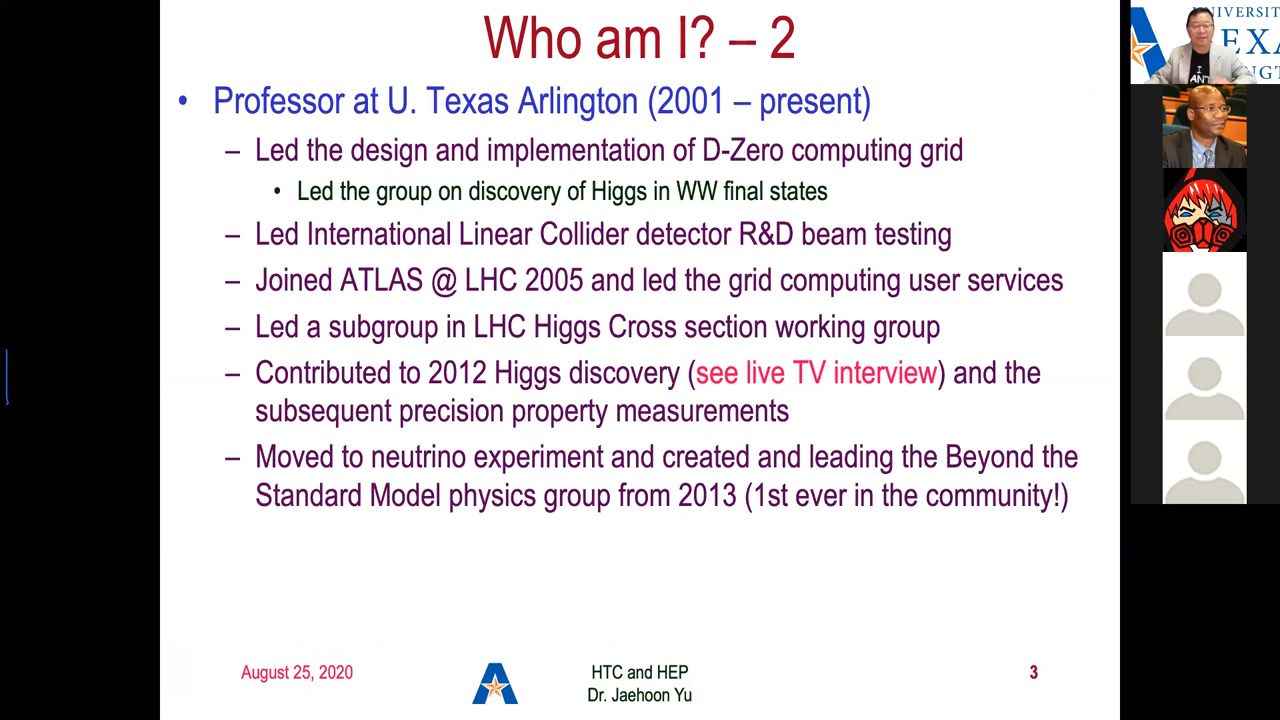 Who am I? – 2
• Professor at U. Texas Arlington (2001 – present)
– Led the design and implementation of D-Zero computing grid
• Led the group on discovery of Higgs in WW final states
– Led International Linear Collider detector R&D beam testing
– Joined ATLAS @ LHC 2005 and led the grid computing user services
– Led a subgroup in LHC Higgs Cross section working group
– Contributed to 2012 Higgs discovery (see live TV interview) and the
subsequent precision property measurements
– Moved to neutrino experiment and created and leading the Beyond the
Standard Model physics group from 2013 (1st ever in the community!)
August 25, 2020
HTC and HEP
Dr. Jaehoon Yu
3